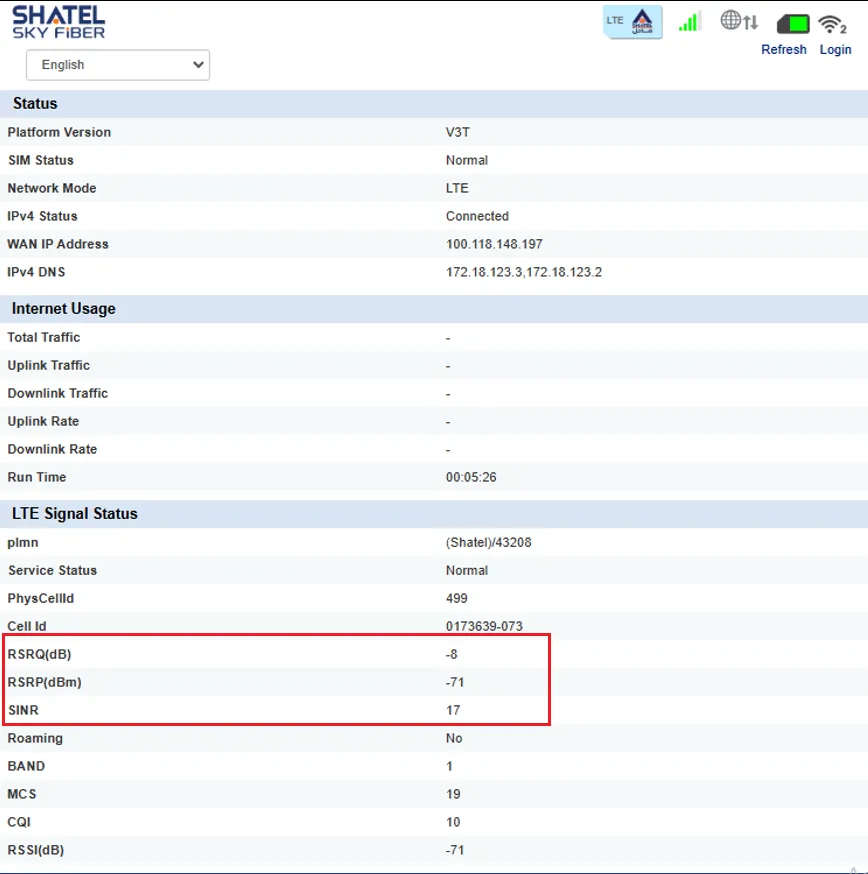 SHATEL
SKY FiBER
LTE
2
Refresh Login
English
Status
Platform Version V3T
SIM Status Normal
Network Mode LTE
IPv4 Status Connected
WAN IP Address 100.118.148.197
IPv4 DNS 172.18.123.3,172.18.123.2
Internet Usage
Total Traffic -
Uplink Traffic -
Downlink Traffic -
Uplink Rate -
Downlink Rate -
Run Time 00:05:26
LTE Signal Status
plmn (Shatel)/43208
Service Status Normal
PhysCellId 499
Cell Id 0173639-073
RSRQ(dB) -8
RSRP(dBm) -71
SINR 17
Roaming No
BAND 1
MCS 19
CQI 10
RSSI(dB) -71